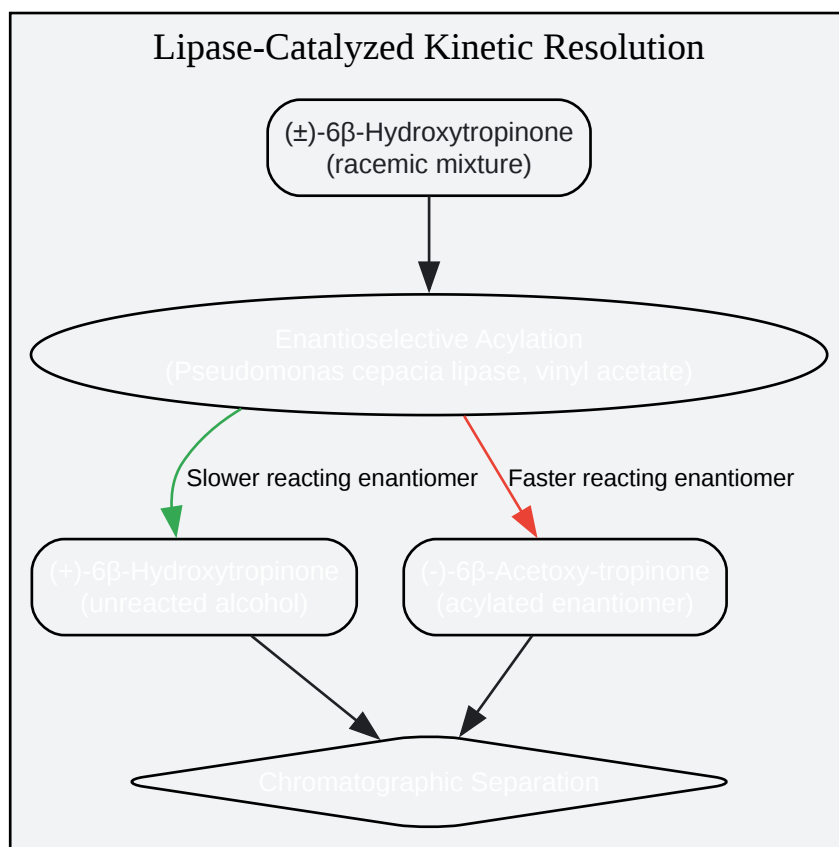 Lipase-Catalyzed Kinetic Resolution
(±)-6β-Hydroxytropinone
(racemic mixture)
Enantioselective Acylation
(Pseudomonas cepacia lipase, vinyl acetate)
Slower reacting enantiomer
Faster reacting enantiomer
(+)-6β-Hydroxytropinone
(unreacted alcohol)
(-)-6β-Acetoxy-tropinone
(acylated enantiomer)
Chromatographic Separation